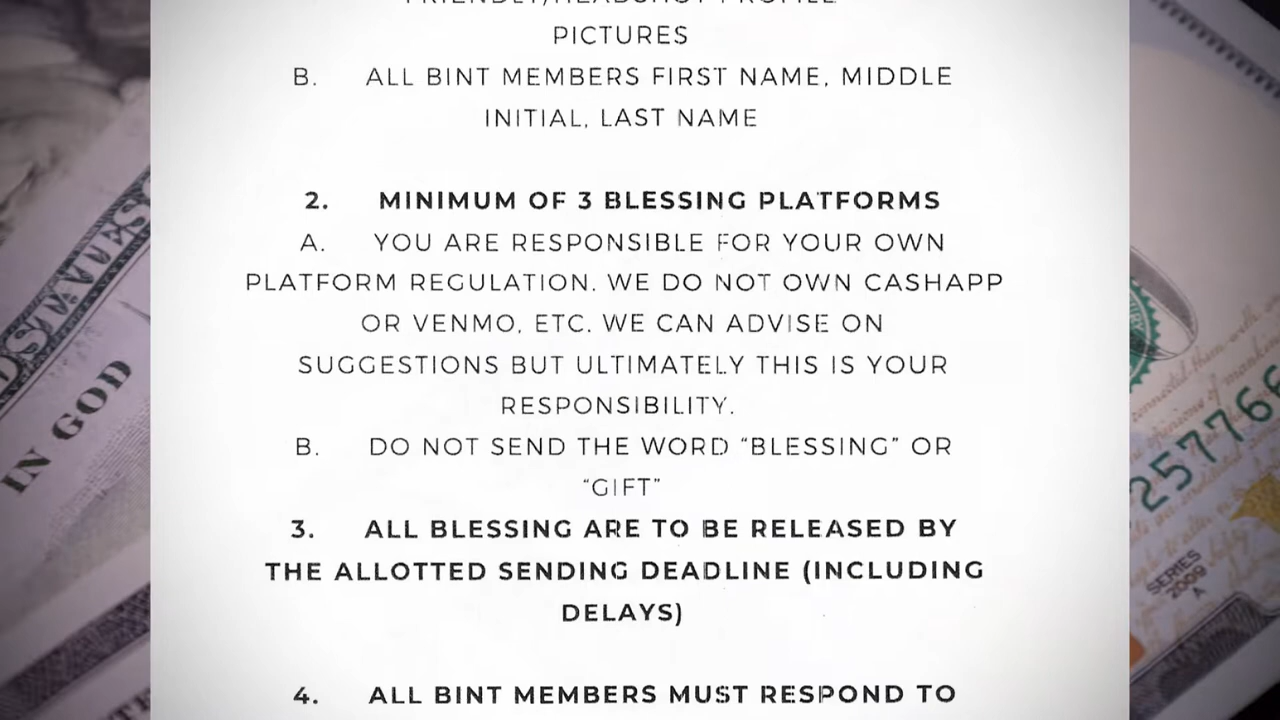 PICTURES
B. ALL BINT MEMBERS FIRST NAME, MIDDLE
INITIAL, LAST NAME
2. MINIMUM OF 3 BLESSING PLATFORMS
A. YOU ARE RESPONSIBLE FOR YOUR OWN
PLATFORM REGULATION. WE DO NOT OWN CASHAPP
OR VENMO, ETC. WE CAN ADVISE ON
SUGGESTIONS BUT ULTIMATELY THIS IS YOUR
RESPONSIBILITY.
B. DO NOT SEND THE WORD “BLESSING” OR
“GIFT”
3. ALL BLESSING ARE TO BE RELEASED BY
THE ALLOTTED SENDING DEADLINE (INCLUDING
DELAYS)
4. ALL BINT MEMBERS MUST RESPOND TO
IN GOD
257766
SERIES
2009
A